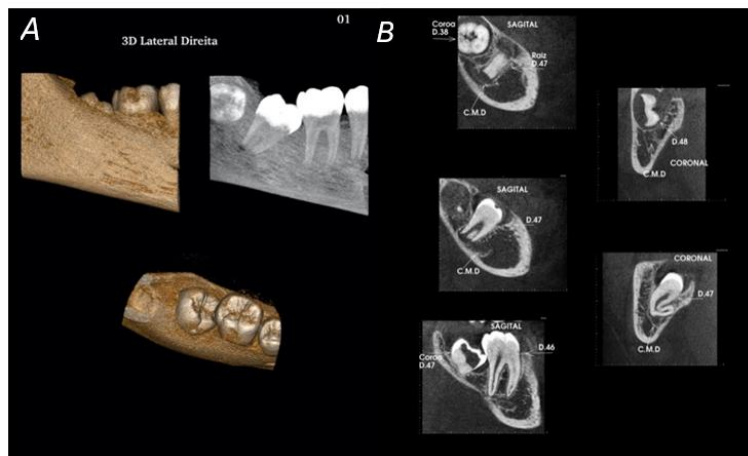 A
01
3D Lateral Direita
B
SAGITAL
Coroa
D.38
Raiz
D.47
C.M.D
D.48
CORONAL
C.M.D
SAGITAL
D.47
C.M.D
CORONAL
D.47
C.M.D
SAGITAL
Coroa
D.47
D.46